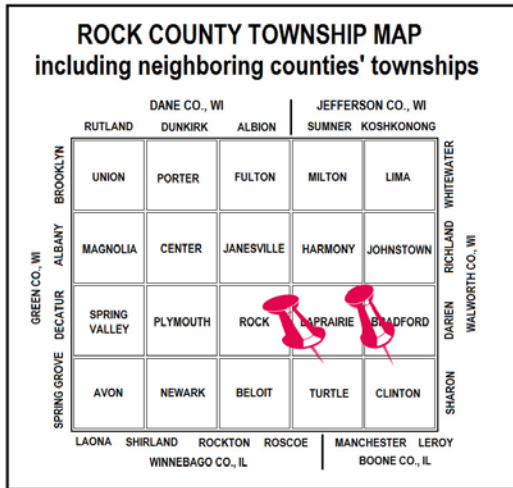 ROCK COUNTY TOWNSHIP MAP
including neighboring counties' townships
DANE CO., WI JEFFERSON CO., WI
RUTLAND DUNKIRK ALBION SUMNER KOSHKONONG
BROOKLYN
UNION PORTER FULTON MILTON LIMA
WHITEWATER
GREEN CO., WI
ALBANY
MAGNOLIA CENTER JANESVILLE HARMONY JOHNSTOWN
RICHLAND
WALWORTH CO., WI
DECATUR
SPRING
VALLEY PLYMOUTH ROCK LAPRAIRIE BRADFORD
DARIEN
SPRING GROVE
AVON NEWARK BELOIT TURTLE CLINTON
SHARON
LAONA SHIRLAND ROCKTON ROSCOE MANCHESTER LEROY
WINNEBAGO CO., IL BOONE CO., IL